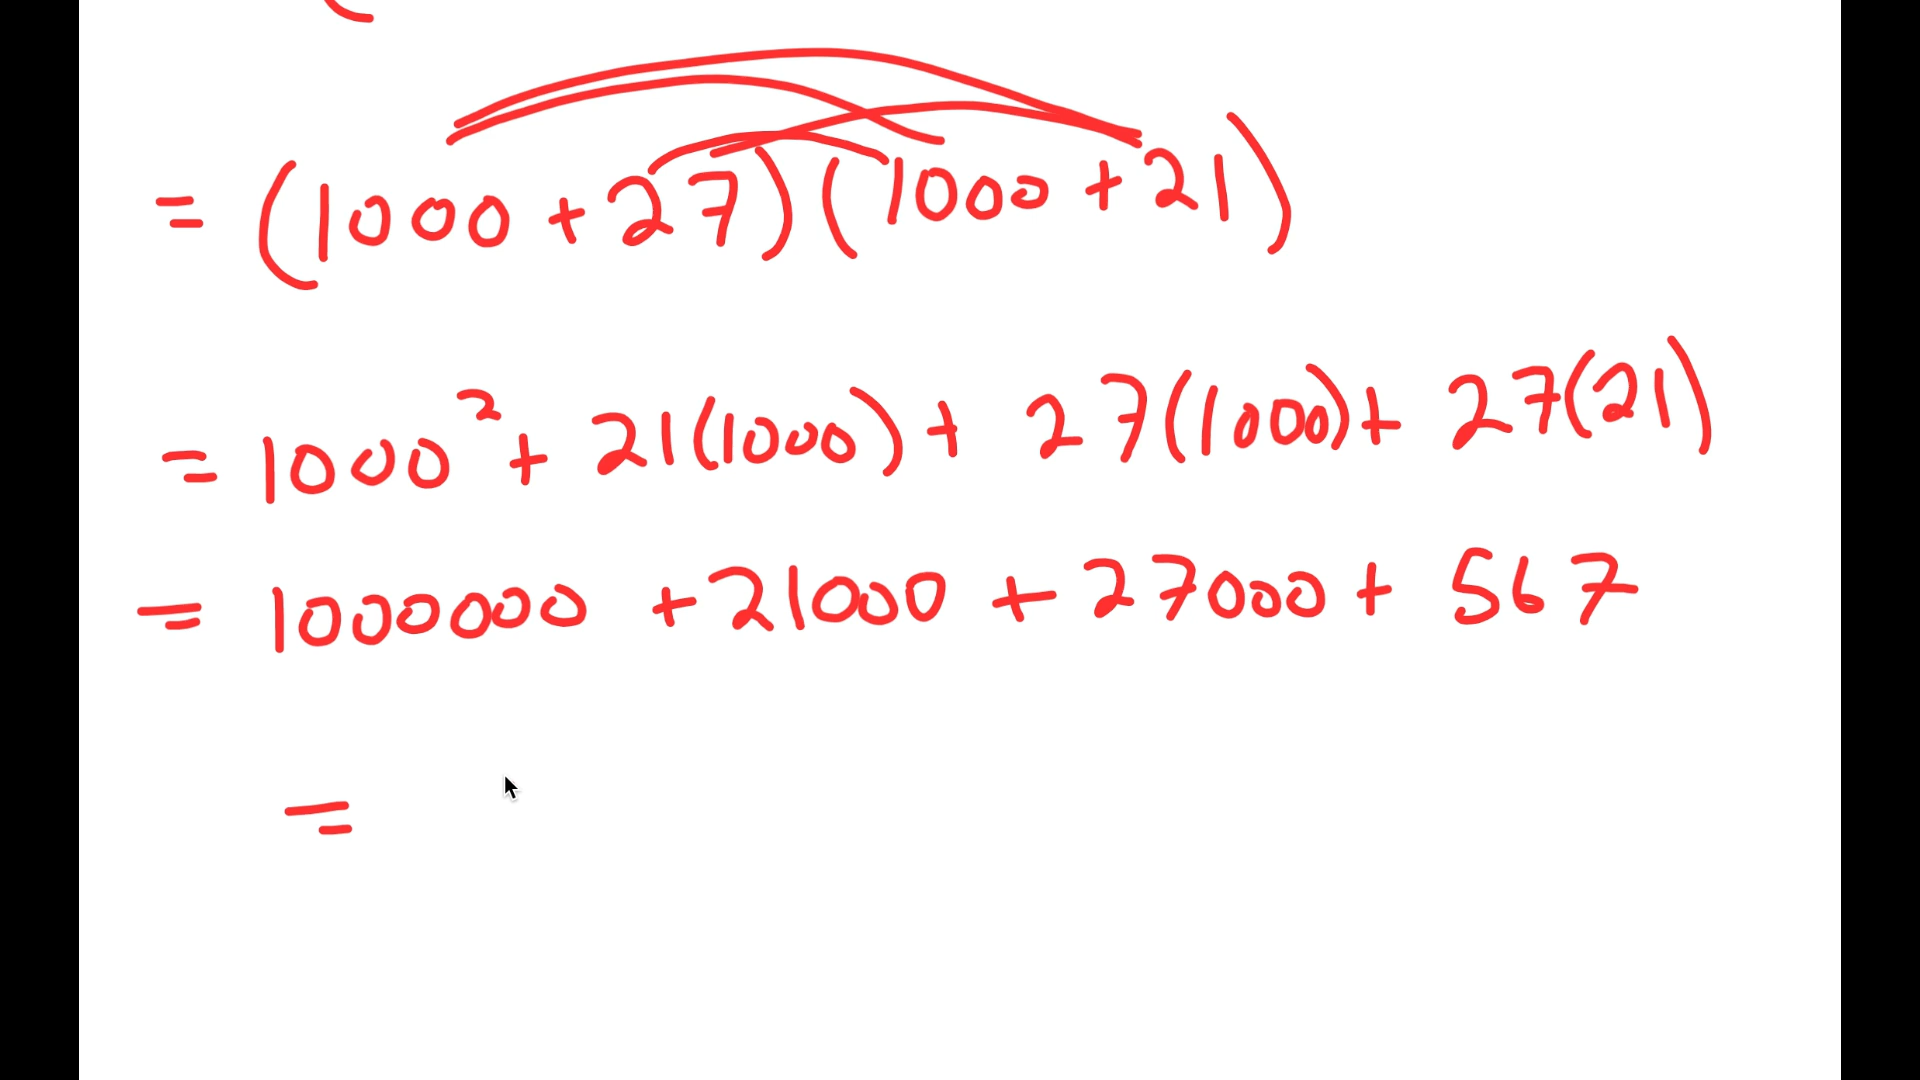 = (1000 + 27)(1000 + 21)
= 1000² + 21(1000) + 27(1000) + 27(21)
= 1000000 + 21000 + 27000 + 567
=